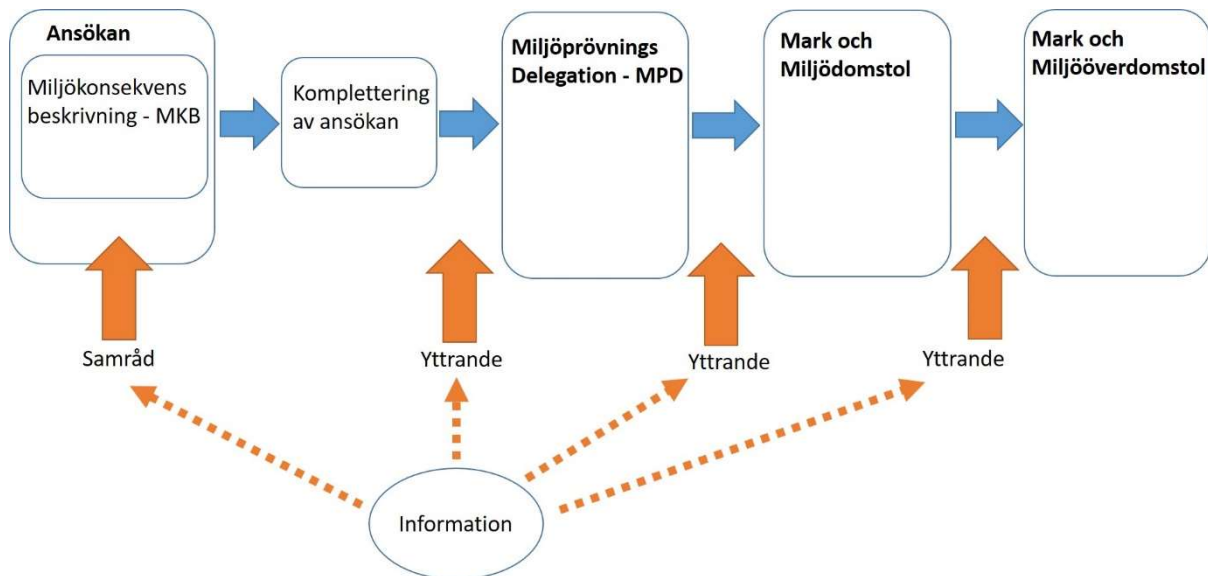 Ansökan
Miljökonsekvens
beskrivning - MKB
Komplettering
av ansökan
Miljöprövnings
Delegation - MPD
Mark och
Miljödomstol
Mark och
Miljööverdomstol
Samråd
Yttrande
Yttrande
Yttrande
Information